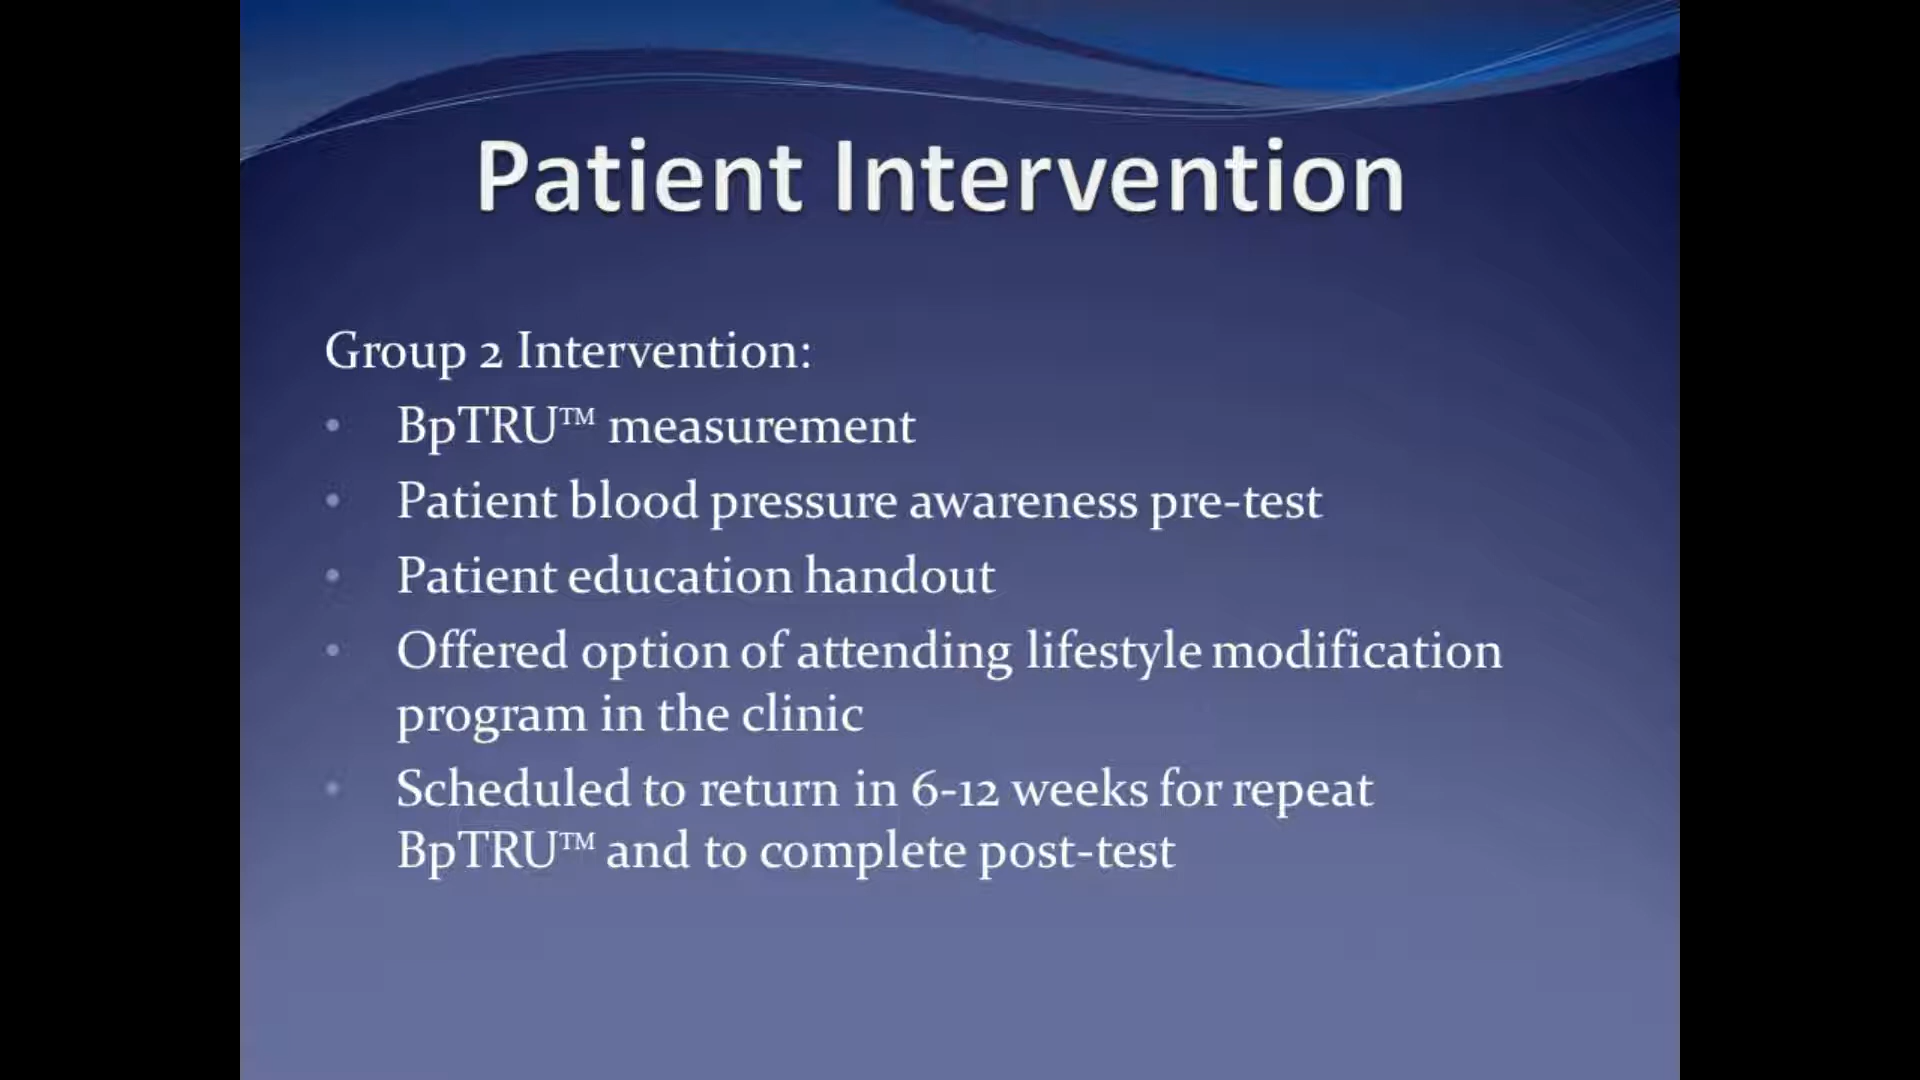 Patient Intervention
Group 2 Intervention:
• BpTRU™ measurement
• Patient blood pressure awareness pre-test
• Patient education handout
• Offered option of attending lifestyle modification
program in the clinic
• Scheduled to return in 6-12 weeks for repeat
BpTRU™ and to complete post-test